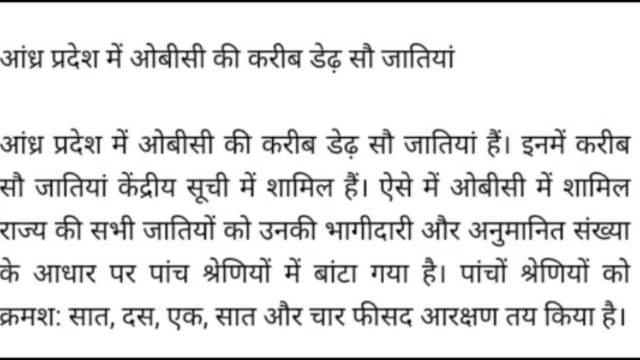 आंध्र प्रदेश में ओबीसी की करीब डेढ़ सौ जातियां
आंध्र प्रदेश में ओबीसी की करीब डेढ़ सौ जातियां हैं। इनमें करीब
सौ जातियां केंद्रीय सूची में शामिल हैं। ऐसे में ओबीसी में शामिल
राज्य की सभी जातियों को उनकी भागीदारी और अनुमानित संख्या
के आधार पर पांच श्रेणियों में बांटा गया है। पांचों श्रेणियों को
क्रमश: सात, दस, एक, सात और चार फीसद आरक्षण तय किया है।